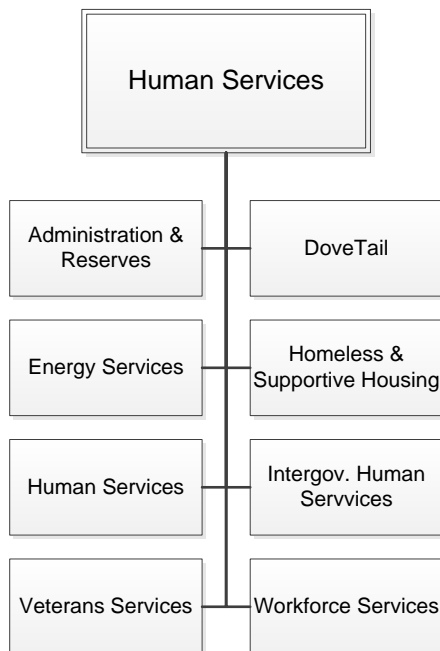 Human Services
Administration &
Reserves
DoveTail
Energy Services
Homeless &
Supportive Housing
Human Services
Intergov. Human
Servvices
Veterans Services
Workforce Services